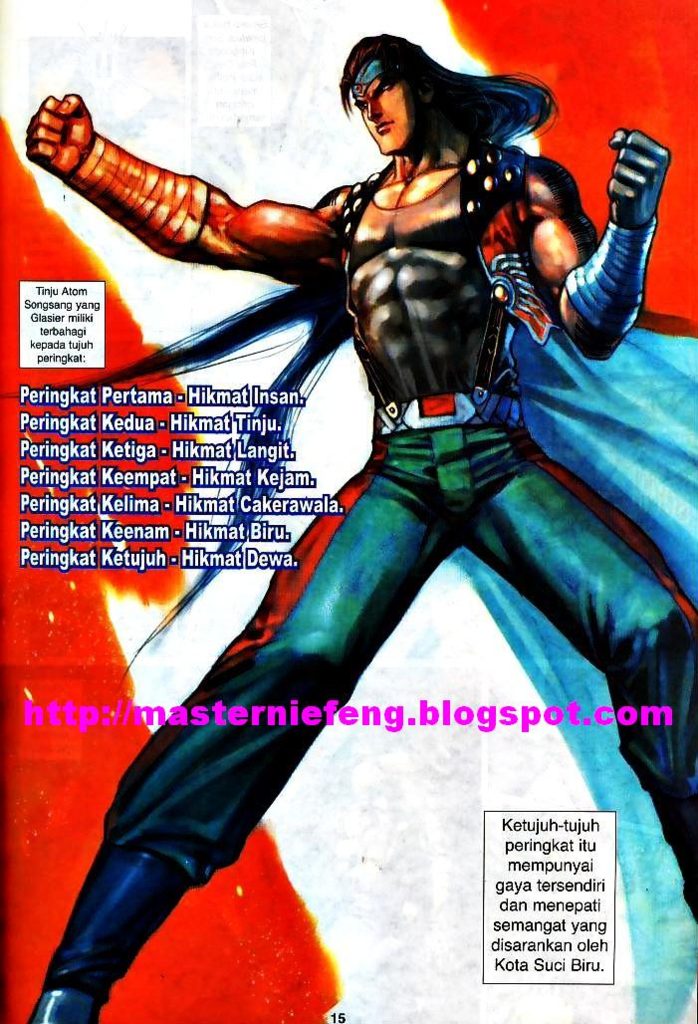 Tinju Atom
Songsang yang
Glasier miliki
terbahagi
kepada tujuh
peringkat:
Peringkat Pertama - Hikmat Insan.
Peringkat Kedua - Hikmat Tinju.
Peringkat Ketiga - Hikmat Langit.
Peringkat Keempat - Hikmat Kejam.
Peringkat Kelima - Hikmat Cakerawala.
Peringkat Keenam - Hikmat Biru.
Peringkat Ketujuh - Hikmat Dewa.
http://masterniefeng.blogspot.com
Ketujuh-tujuh
peringkat itu
mempunyai
gaya tersendiri
dan menepati
semangat yang
disarankan oleh
Kota Suci Biru.
15